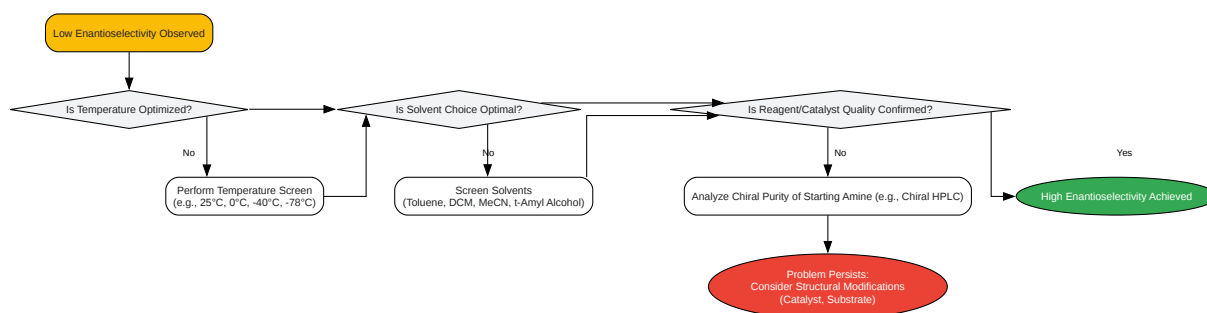 Low Enantioselectivity Observed
Is Temperature Optimized?
Is Solvent Choice Optimal?
Is Reagent/Catalyst Quality Confirmed?
No
No
No
Yes
Perform Temperature Screen
(e.g., 25°C, 0°C, -40°C, -78°C)
Screen Solvents
(Toluene, DCM, MeCN, t-Amyl Alcohol)
Analyze Chiral Purity of Starting Amine (e.g., Chiral HPLC)
High Enantioselectivity Achieved
Problem Persists:
Consider Structural Modifications
(Catalyst, Substrate)